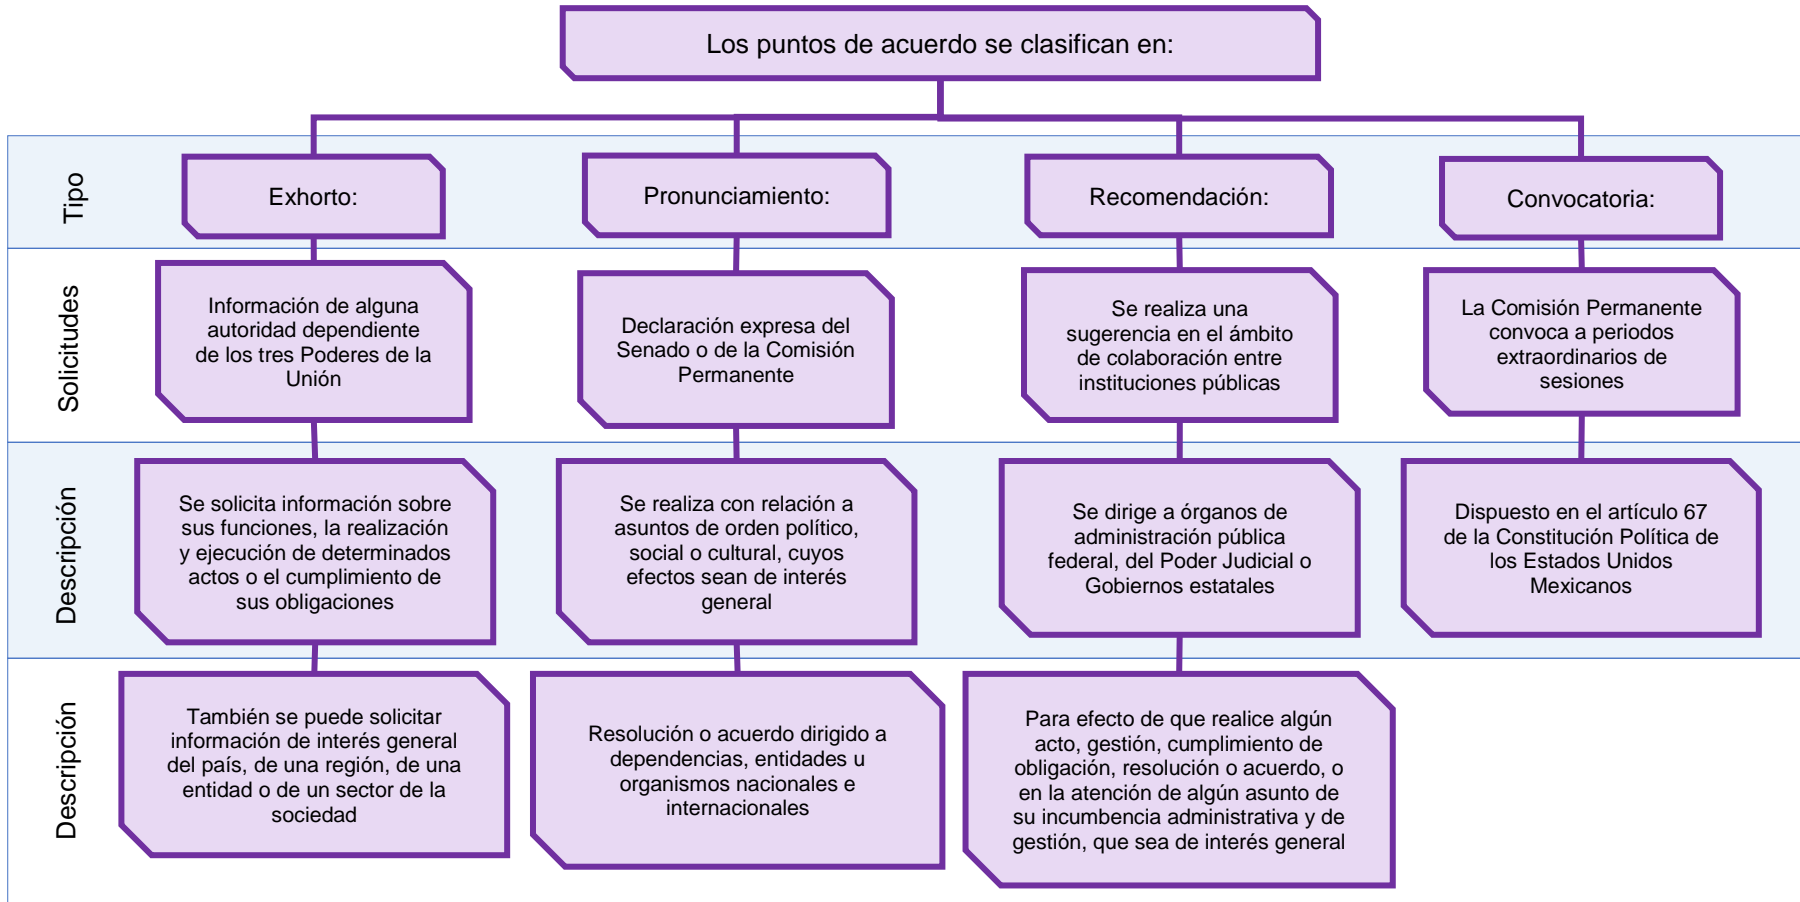 Los puntos de acuerdo se clasifican en:
Tipo
Exhorto:
Pronunciamiento:
Recomendación:
Convocatoria:
Solicitudes
Información de alguna
autoridad dependiente
de los tres Poderes de la
Unión
Declaración expresa del
Senado o de la Comisión
Permanente
Se realiza una
sugerencia en el ámbito
de colaboración entre
instituciones públicas
La Comisión Permanente
convoca a periodos
extraordinarios de
sesiones
Descripción
Se solicita información sobre
sus funciones, la realización
y ejecución de determinados
actos o el cumplimiento de
sus obligaciones
Se realiza con relación a
asuntos de orden político,
social o cultural, cuyos
efectos sean de interés
general
Se dirige a órganos de
administración pública
federal, del Poder Judicial o
Gobiernos estatales
Dispuesto en el artículo 67
de la Constitución Política de
los Estados Unidos
Mexicanos
Descripción
También se puede solicitar
información de interés general
del país, de una región, de una
entidad o de un sector de la
sociedad
Resolución o acuerdo dirigido a
dependencias, entidades u
organismos nacionales e
internacionales
Para efecto de que realice algún
acto, gestión, cumplimiento de
obligación, resolución o acuerdo, o
en la atención de algún asunto de
su incumbencia administrativa y de
gestión, que sea de interés general